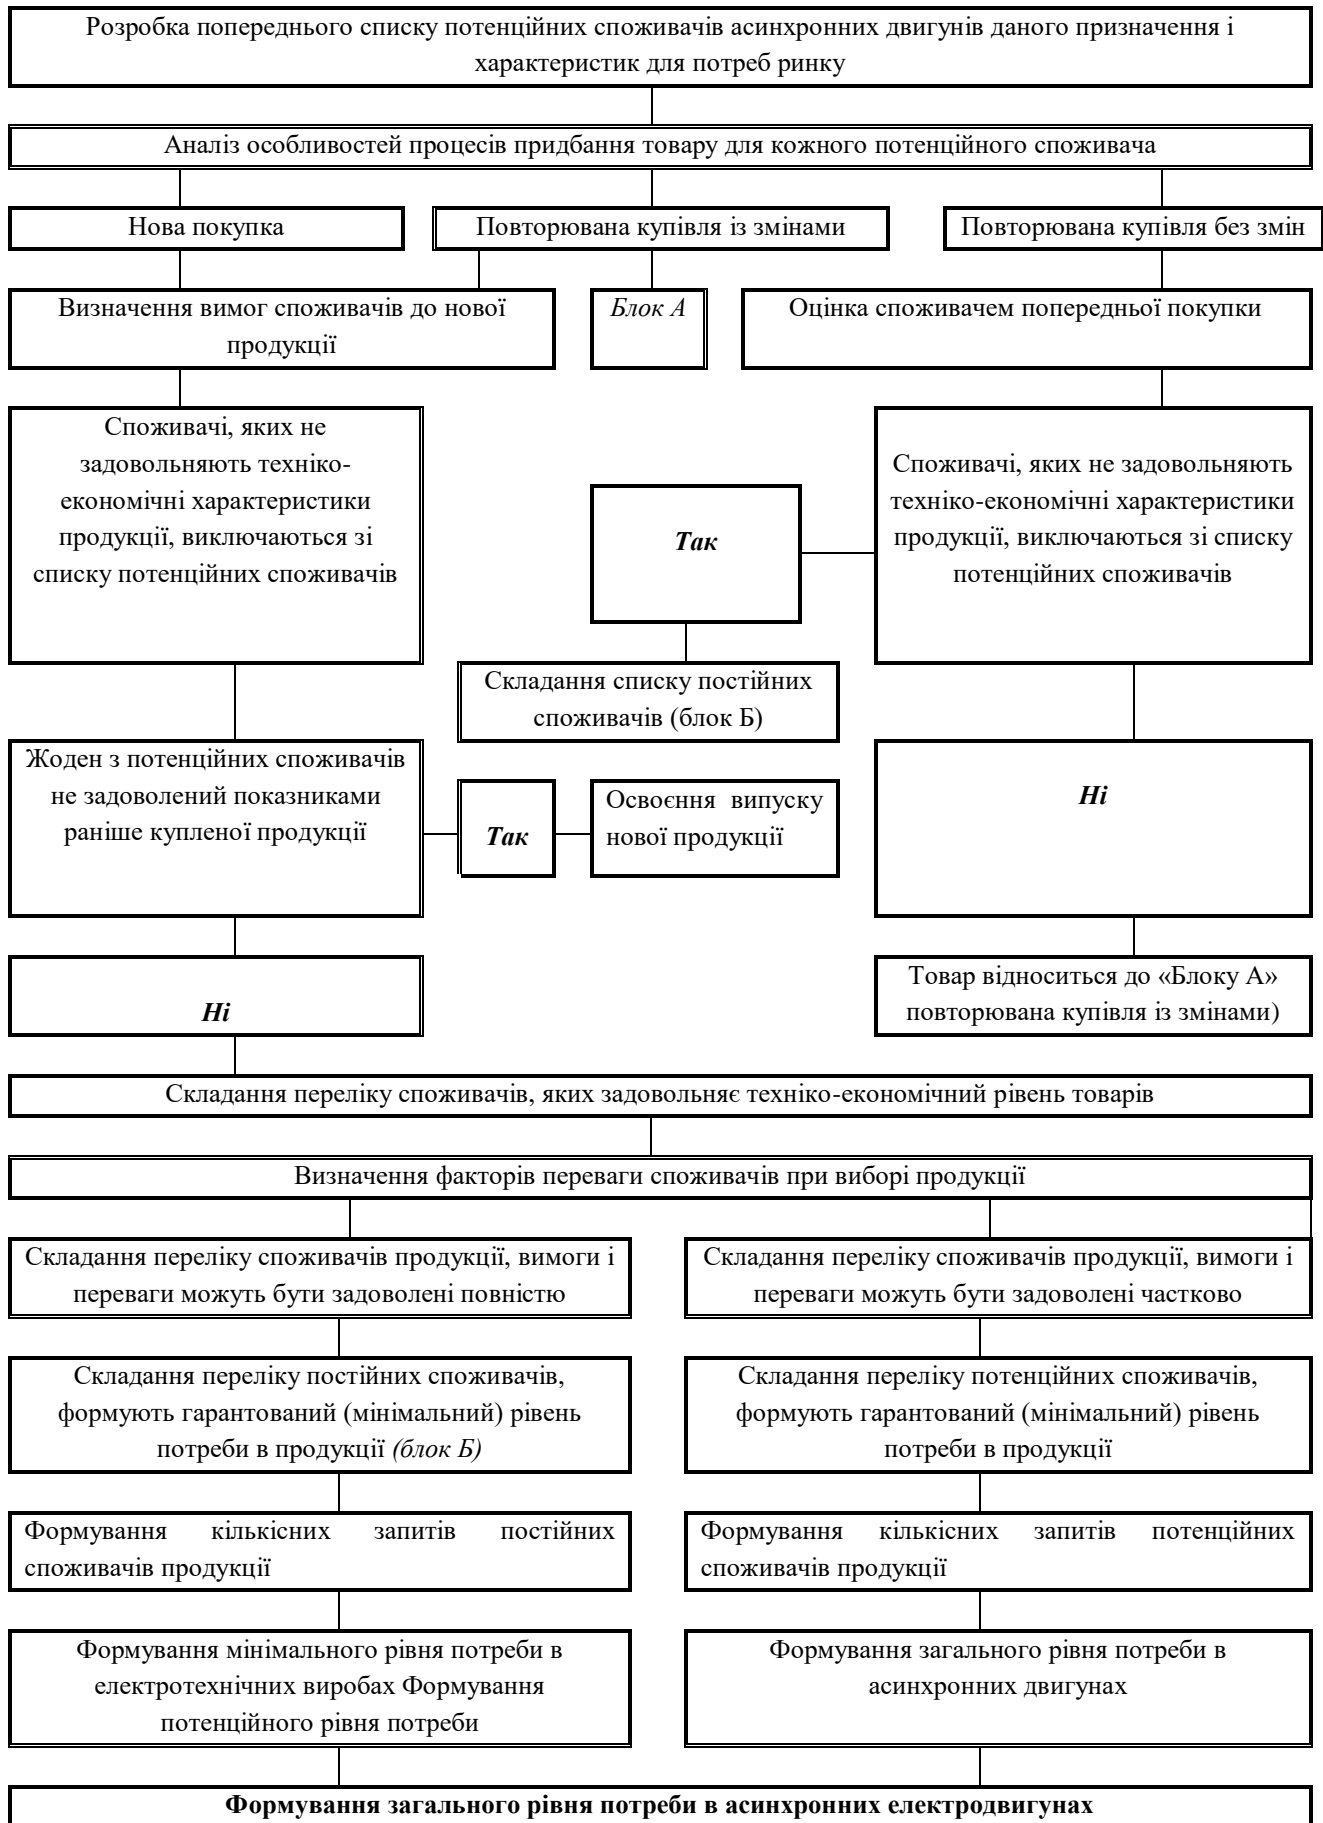 Розробка попереднього списку потенційних споживачів асинхронних двигунів даного призначення і
характеристик для потреб ринку
Аналіз особливостей процесів придбання товару для кожного потенційного споживача
Нова покупка
Повторювана купівля із змінами
Повторювана купівля без змін
Визначення вимог споживачів до нової
продукції
Блок А
Оцінка споживачем попередньої покупки
Споживачі, яких не
задовольняють техніко-
економічні характеристики
продукції, виключаються зі
списку потенційних споживачів
Так
Споживачі, яких не задовольняють
техніко-економічні характеристики
продукції, виключаються зі списку
потенційних споживачів
Складання списку постійних
споживачів (блок Б)
Жоден з потенційних споживачів
не задоволений показниками
раніше купленої продукції
Так
Освоєння випуску
нової продукції
Ні
Ні
Товар відноситься до «Блоку А»
повторювана купівля із змінами)
Складання переліку споживачів, яких задовольняє техніко-економічний рівень товарів
Визначення факторів переваги споживачів при виборі продукції
Складання переліку споживачів продукції, вимоги і
переваги можуть бути задоволені повністю
Складання переліку споживачів продукції, вимоги і
переваги можуть бути задоволені частково
Складання переліку постійних споживачів,
формують гарантований (мінімальний) рівень
потреби в продукції (блок Б)
Складання переліку потенційних споживачів,
формують гарантований (мінімальний) рівень
потреби в продукції
Формування кількісних запитів постійних
споживачів продукції
Формування кількісних запитів потенційних
споживачів продукції
Формування мінімального рівня потреби в
електротехнічних виробах Формування
потенційного рівня потреби
Формування загального рівня потреби в
асинхронних двигунах
Формування загального рівня потреби в асинхронних електродвигунах